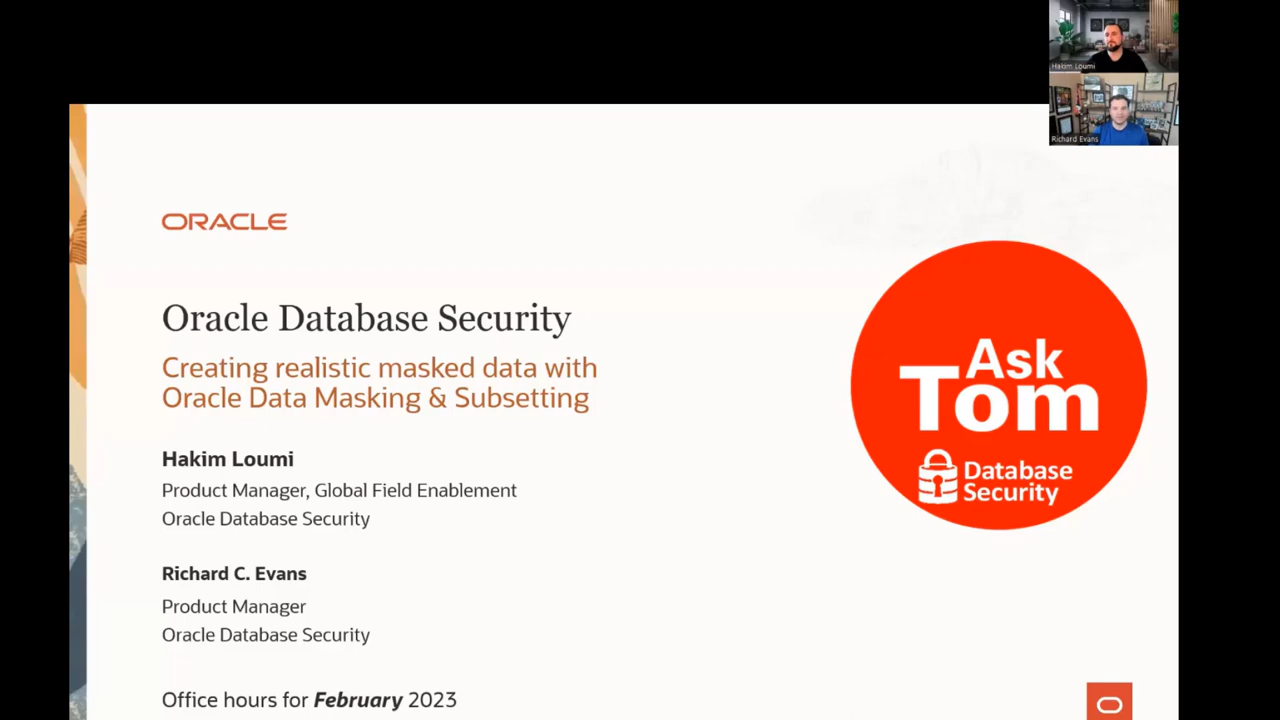 Hakim Loumi
Richard Evans
ORACLE
Oracle Database Security
Creating realistic masked data with
Oracle Data Masking & Subsetting
Hakim Loumi
Product Manager, Global Field Enablement
Oracle Database Security
Richard C. Evans
Product Manager
Oracle Database Security
Office hours for February 2023
Ask
Tom
Database
Security